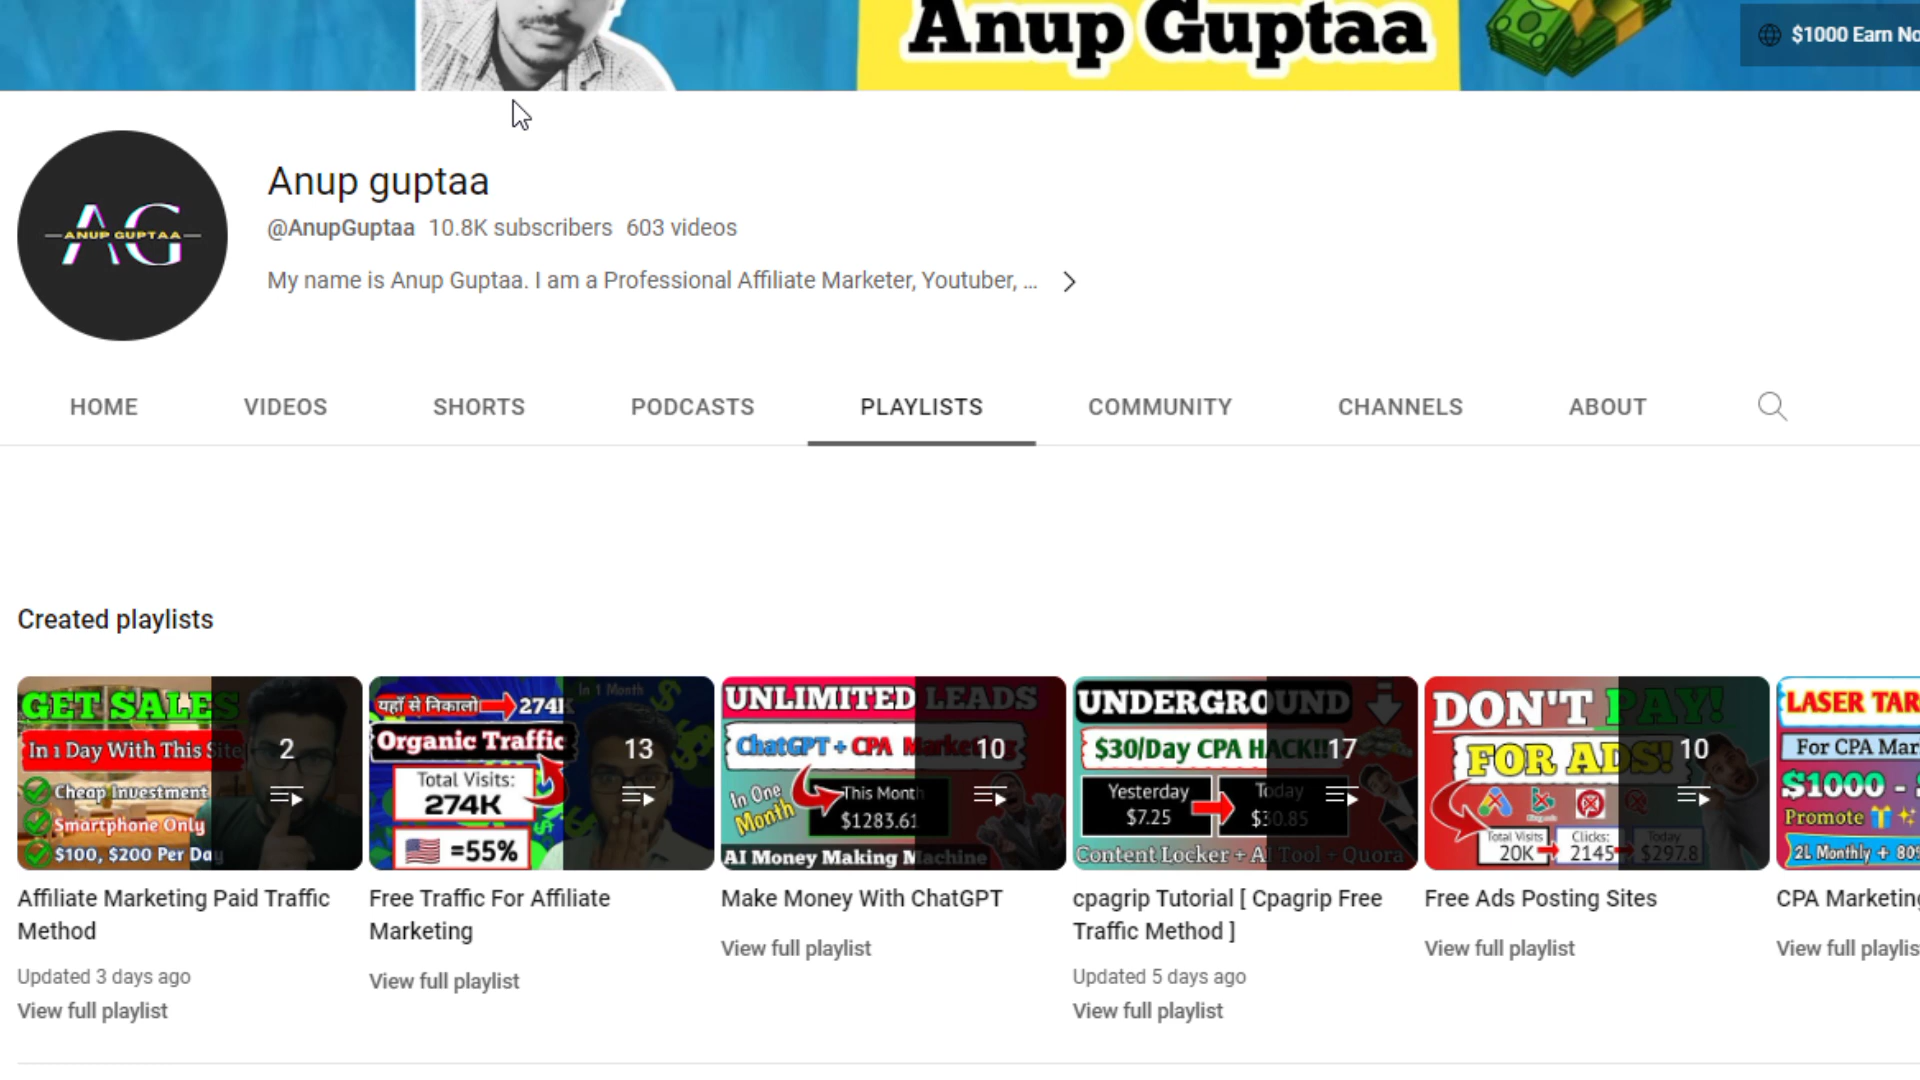 Anup Guptaa
$1000 Earn No
AG
ANUP GUPTAA
Anup guptaa
@AnupGuptaa 10.8K subscribers 603 videos
My name is Anup Guptaa. I am a Professional Affiliate Marketer, Youtuber, ...
HOME VIDEOS SHORTS PODCASTS PLAYLISTS COMMUNITY CHANNELS ABOUT
Created playlists
GET SALES
In 1 Day With This Site
Cheap Investment
Smartphone Only
$100, $200 Per Day
2
Affiliate Marketing Paid Traffic
Method
Updated 3 days ago
View full playlist
In 1 Month
यहाँ से निकालो 274K
Organic Traffic
Total Visits:
274K
=55%
13
Free Traffic For Affiliate
Marketing
View full playlist
UNLIMITED LEADS
ChatGPT + CPA Marketing
In One
Month
This Month
$1283.61
AI Money Making Machine
10
Make Money With ChatGPT
View full playlist
UNDERGROUND
$30/Day CPA HACK!!
Yesterday
$7.25
Today
$30.85
Content Locker + AI Tool + Quora
17
cpagrip Tutorial [ Cpagrip Free
Traffic Method ]
Updated 5 days ago
View full playlist
DON'T PAY!
FOR ADS!
Total Visits
20K
Clicks:
2145
Today
$297.8
10
Free Ads Posting Sites
View full playlist
LASER TAR
For CPA Mar
$1000 -
Promote
2L Monthly + 80
CPA Marketing
View full playlis